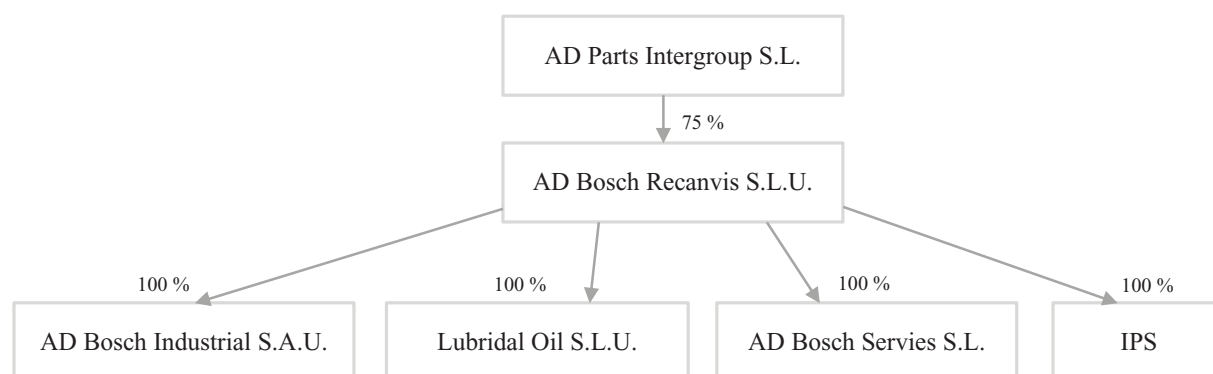 AD Parts Intergroup S.L.
75 %
AD Bosch Recanvis S.L.U.
100 %
100 %
100 %
100 %
AD Bosch Industrial S.A.U.
Lubridal Oil S.L.U.
AD Bosch Servies S.L.
IPS